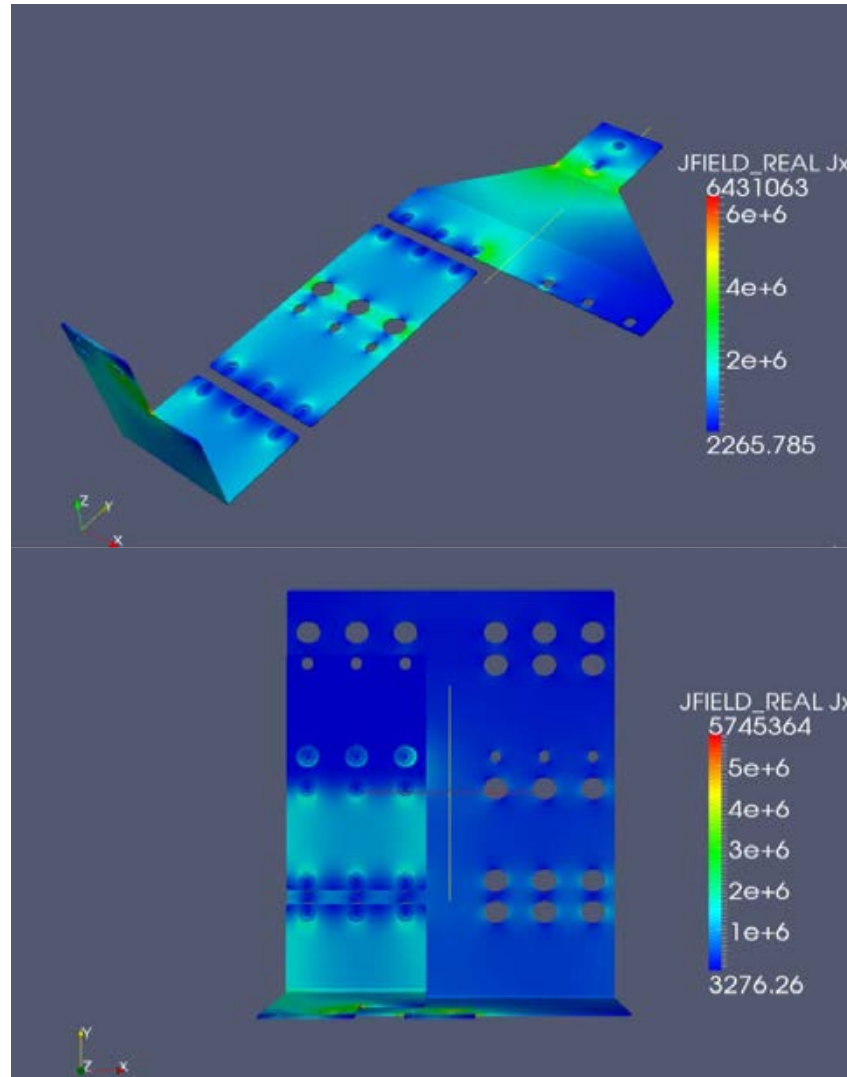 JFIELD_REAL Jx
6431063
6e+6
4e+6
2e+6
2265.785
Z Y
X
JFIELD_REAL Jx
5745364
5e+6
4e+6
3e+6
2e+6
1e+6
3276.26
Y
Z X